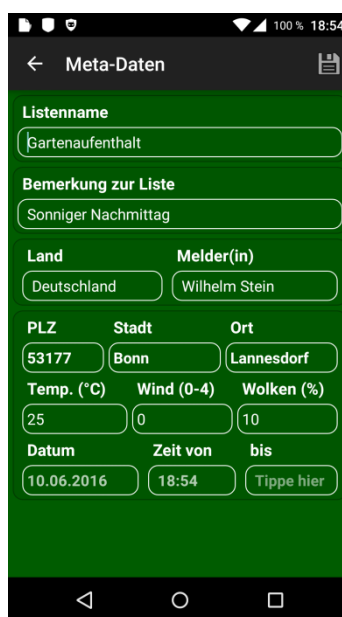 100 % 18:54
Meta-Daten
Listenname
Gartenaufenthalt
Bemerkung zur Liste
Sonniger Nachmittag
Land Melder(in)
Deutschland Wilhelm Stein
PLZ Stadt Ort
53177 Bonn Lannesdorf
Temp. (°C) Wind (0-4) Wolken (%)
25 0 10
Datum Zeit von bis
10.06.2016 18:54 Tippe hier